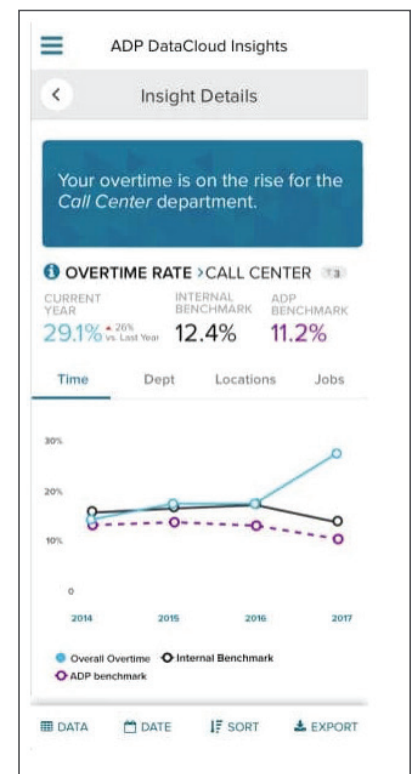 ADP DataCloud Insights
Insight Details
Your overtime is on the rise for the
Call Center department.
OVERTIME RATE > CALL CENTER
CURRENT YEAR
INTERNAL BENCHMARK
ADP BENCHMARK
29.1% 26% vs. Last Year 12.4% 11.2%
Time Dept Locations Jobs
30%
20%
10%
0
2014 2015 2016 2017
Overall Overtime Internal Benchmark
ADP benchmark
DATA DATE SORT EXPORT